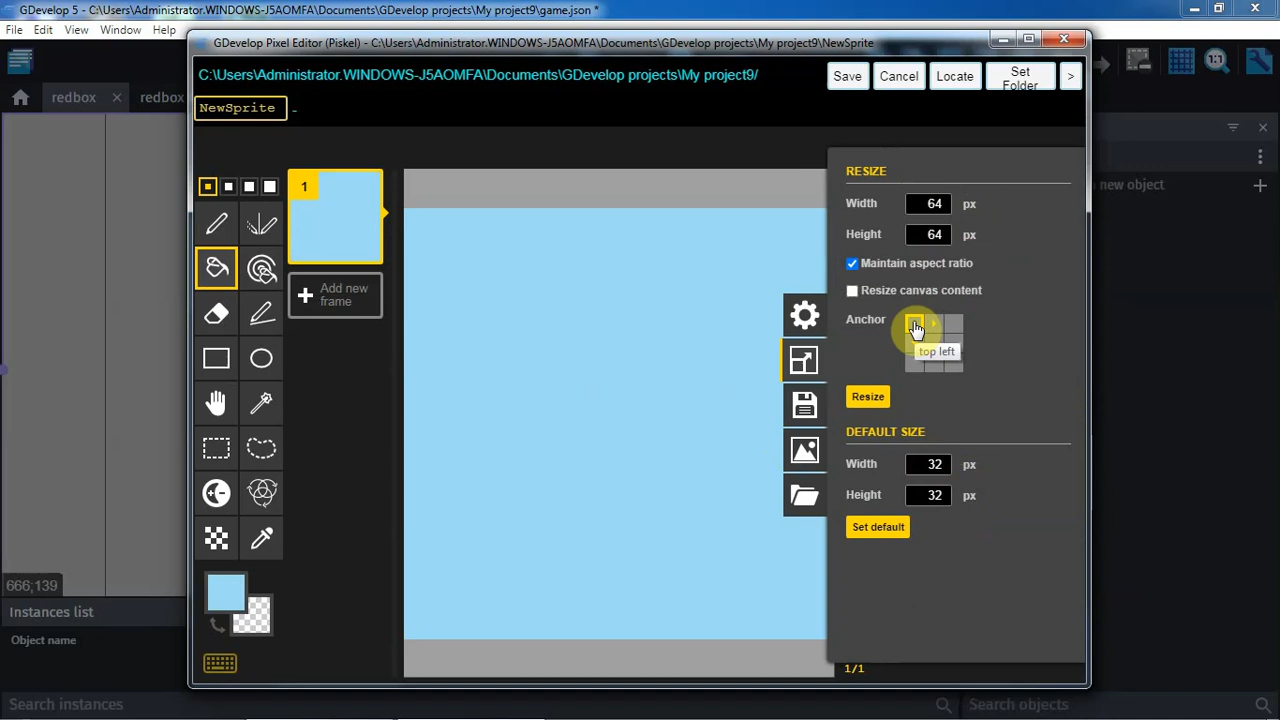 GDevelop 5 - C:\Users\Administrator.WINDOWS-J5AOMFA\Documents\GDevelop projects\My project9\game.json *
File Edit View Window Help
GDevelop Pixel Editor (Piskel) - C:\Users\Administrator.WINDOWS-J5AOMFA\Documents\GDevelop projects\My project9\NewSprite
C:\Users\Administrator.WINDOWS-J5AOMFA\Documents\GDevelop projects\My project9/
Save Cancel Locate Set Folder >
redbox redbox
NewSprite
RESIZE
1
Width 64 px
Height 64 px
Maintain aspect ratio
Resize canvas content
Add new frame
Anchor
top left
Resize
DEFAULT SIZE
Width 32 px
Height 32 px
Set default
new object
1:1
666;139
Instances list
Object name
1/1
Search instances
Search objects